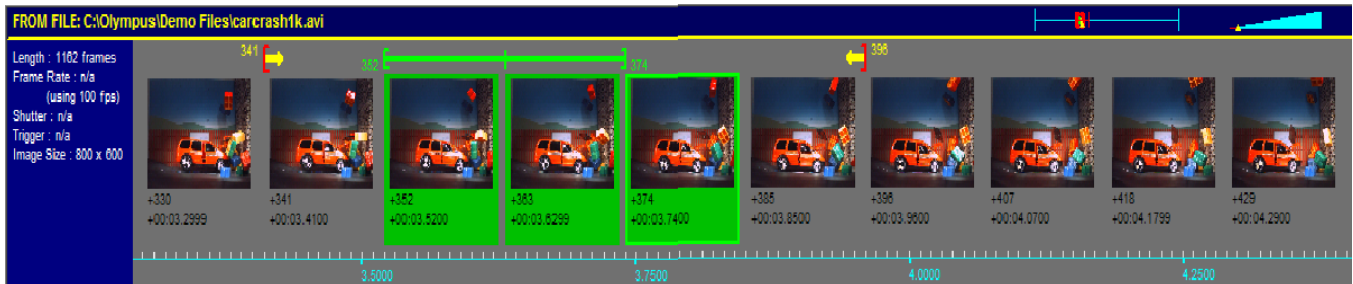 FROM FILE: C:\Olympus\Demo Files\carcrash1k.avi
Length : 1162 frames
Frame Rate : n/a
(using 100 fps)
Shutter : n/a
Trigger : n/a
Image Size : 800 x 600
341
352
374
396
+330 +341 +352 +363 +374 +385 +396 +407 +418 +429
+00:03.2999 +00:03.4100 +00:03.5200 +00:03.6299 +00:03.7400 +00:03.8500 +00:03.9600 +00:04.0700 +00:04.1799 +00:04.2900
3.5000 3.7500 4.0000 4.2500